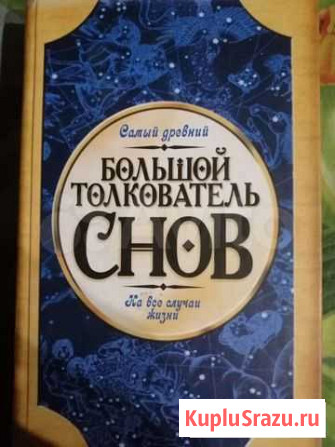 Самый древний
БОЛЬШОЙ
ТОЛКОВАТЕЛЬ
СНОВ
На все случаи
жизни
KupluSrazu.ru